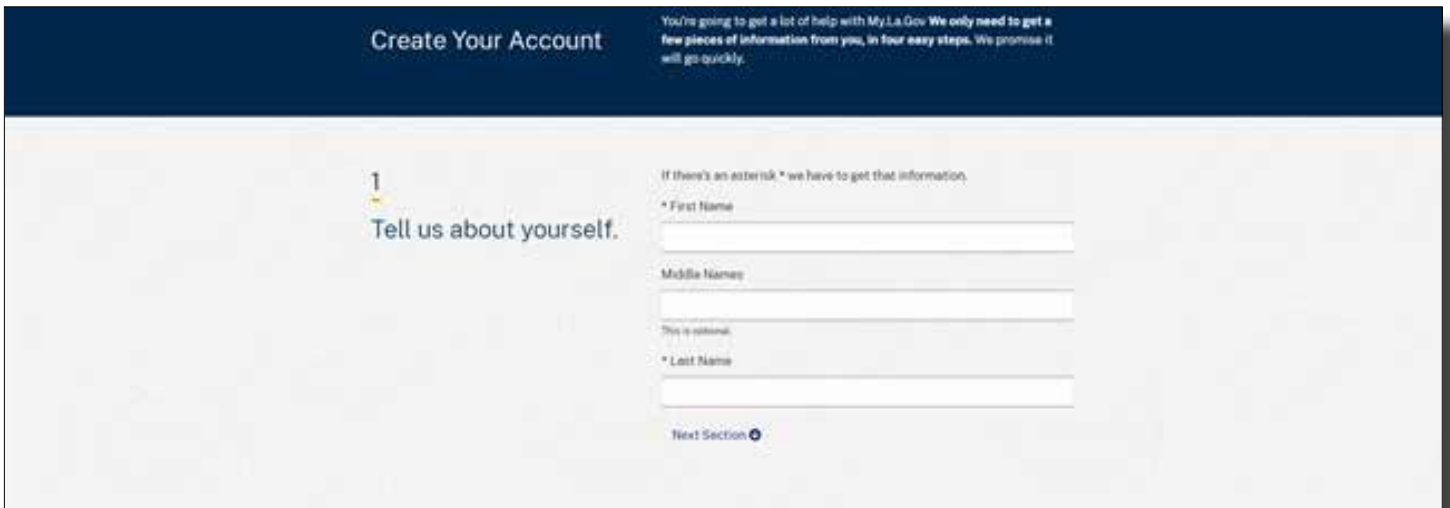 Create Your Account
You're going to get a lot of help with My.La.Gov We only need to get a
few pieces of information from you, in four easy steps. We promise it
will go quickly.
1
Tell us about yourself.
If there's an asterisk * we have to get that information.
* First Name
Middle Names
This is optional.
* Last Name
Next Section